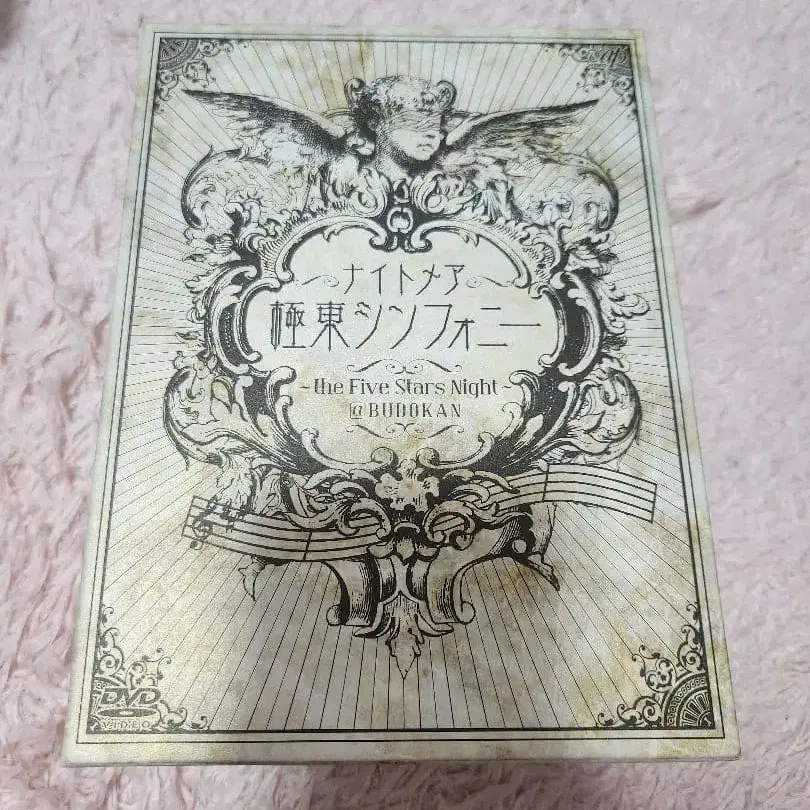 ナイトメア
極東シンフォニー
~the Five Stars Night
@BUDOKAN
DVD
VIDEO